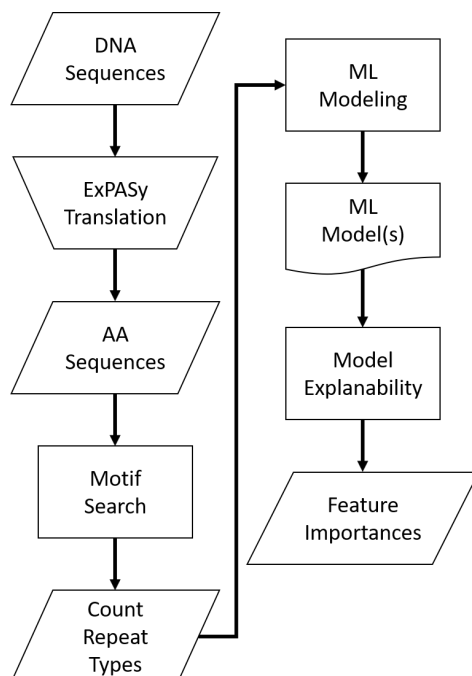 DNA
Sequences
ExPASy
Translation
AA
Sequences
Motif
Search
Count
Repeat
Types
ML
Modeling
ML
Model(s)
Model
Explanability
Feature
Importances